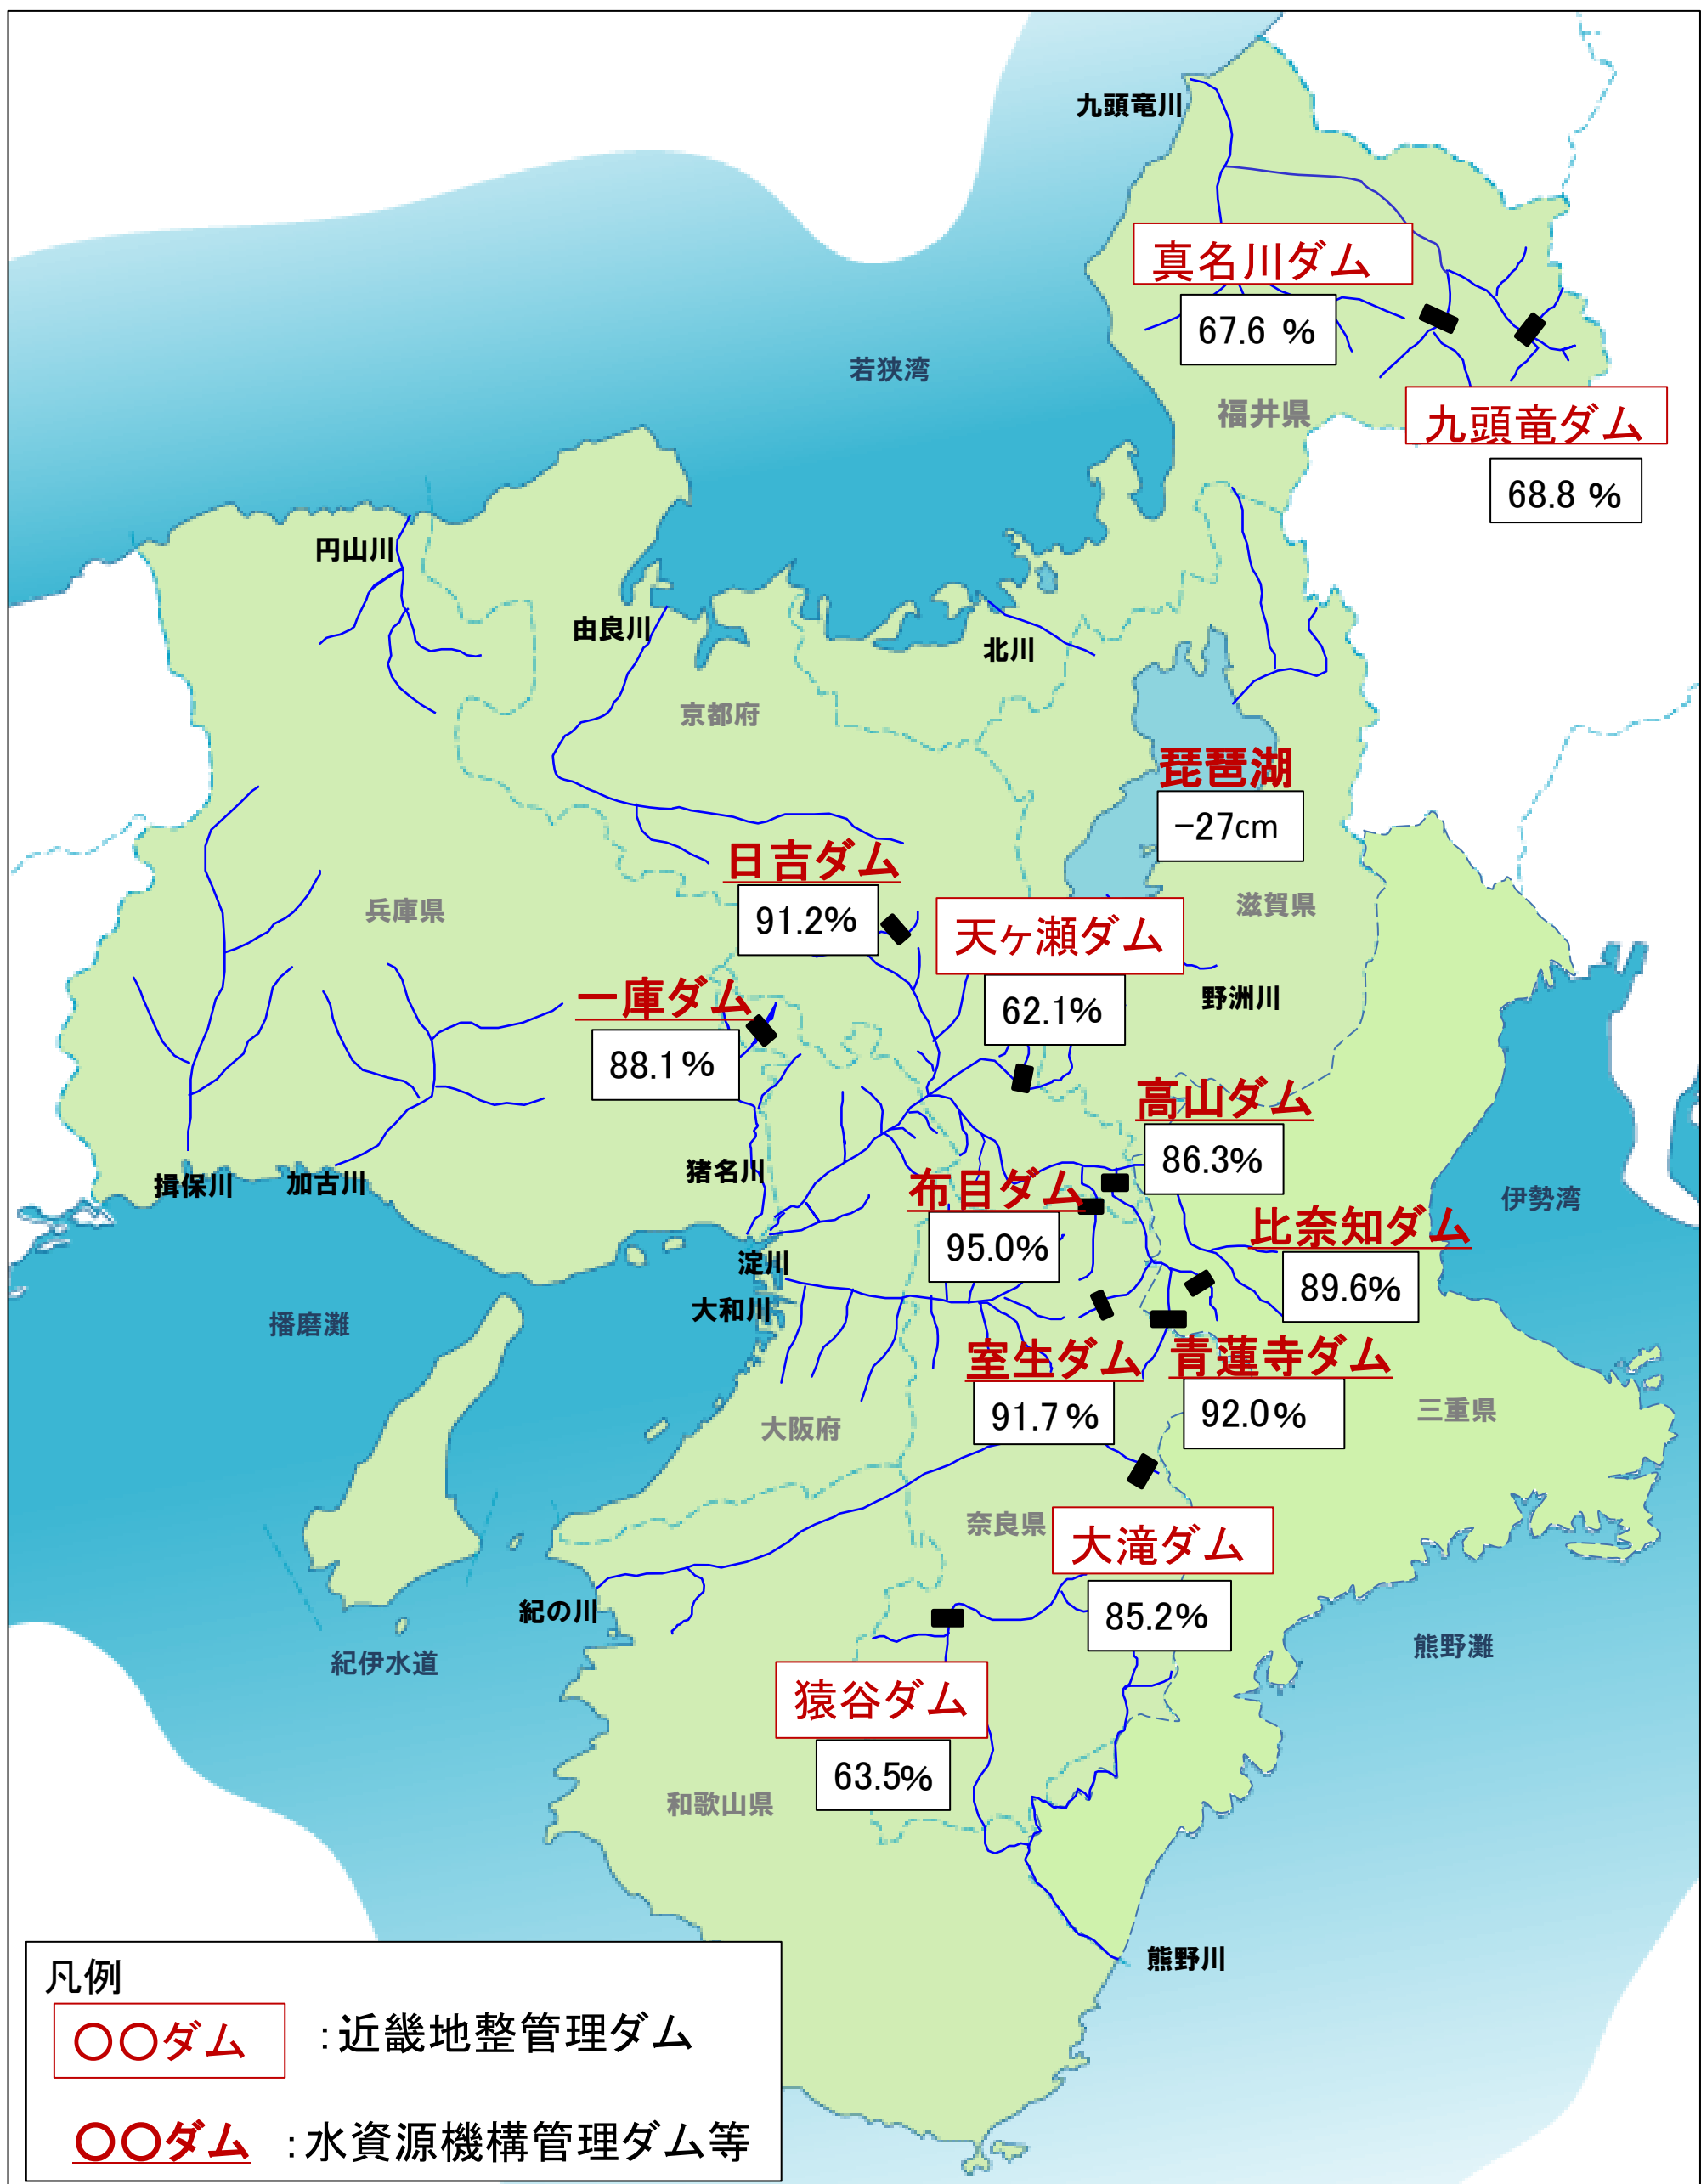 九頭竜川
真名川ダム
67.6 %
若狭湾
福井県
九頭竜ダム
68.8 %
円山川
由良川
北川
京都府
琵琶湖
-27cm
日吉ダム
91.2%
兵庫県
滋賀県
天ヶ瀬ダム
62.1%
野洲川
一庫ダム
88.1%
高山ダム
86.3%
猪名川
揖保川
加古川
布目ダム
95.0%
伊勢湾
比奈知ダム
89.6%
淀川
大和川
播磨灘
室生ダム
91.7%
青蓮寺ダム
92.0%
三重県
大阪府
奈良県
大滝ダム
85.2%
紀の川
紀伊水道
熊野灘
猿谷ダム
63.5%
和歌山県
熊野川
凡例
○○ダム :近畿地整管理ダム
○○ダム :水資源機構管理ダム等